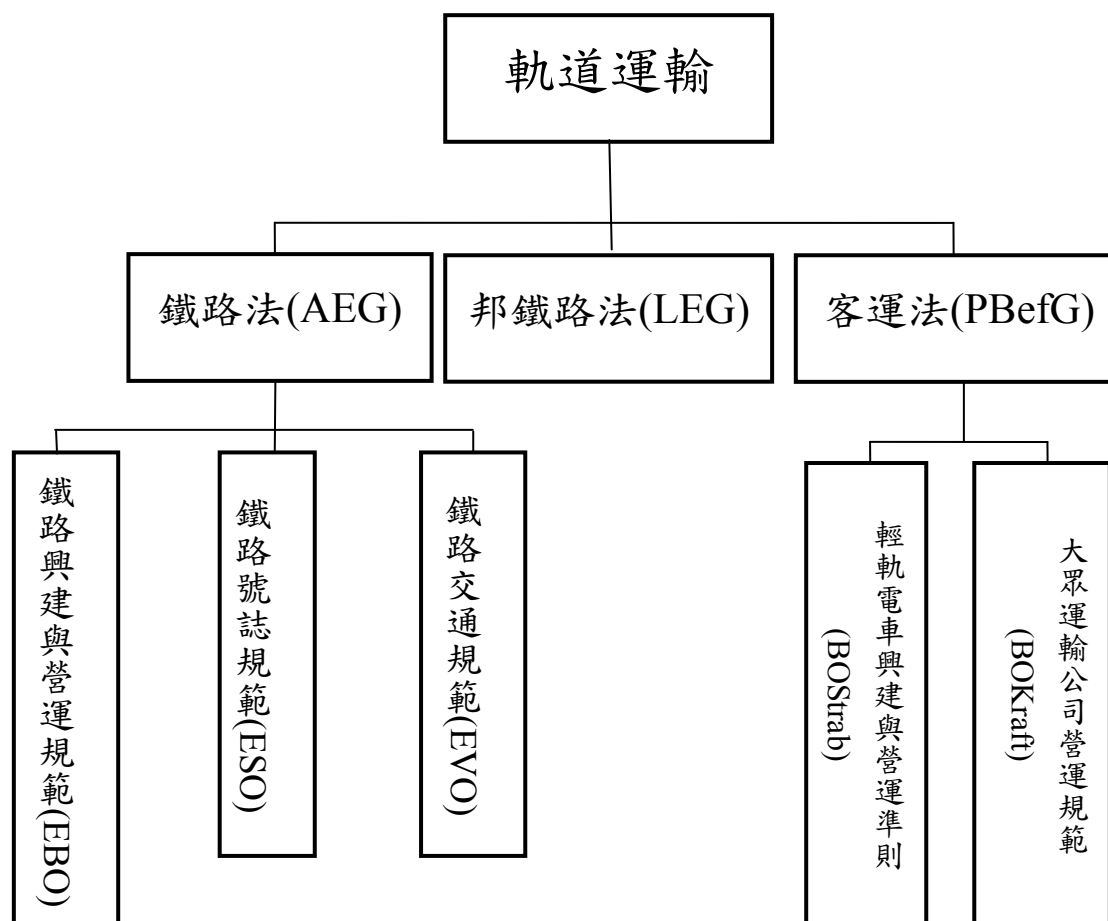 軌道運輸
鐵路法(AEG)
邦鐵路法(LEG)
客運法(PBefG)
鐵路興建與營運規範(EBO)
鐵路號誌規範(ESO)
鐵路交通規範(EVO)
輕軌電車興建與營運準則
(BOStrab)
大眾運輸公司營運規範
(BOKraft)